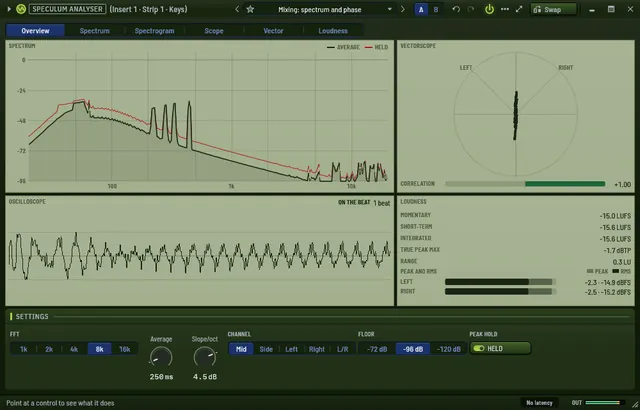 SPECULUM ANALYSER (Insert 1 · Strip 1 · Keys) Mixing: spectrum and phase A B Swap
Overview Spectrum Spectrogram Scope Vector Loudness
SPECTRUM AVERAGE HELD
0
-24
-48
-72
-96
100 1k 10k
VECTORSCOPE
LEFT RIGHT
CORRELATION +1.00
OSCILLOSCOPE ON THE BEAT 1 beat
LOUDNESS
MOMENTARY -15.0 LUFS
SHORT-TERM -15.6 LUFS
INTEGRATED -15.6 LUFS
TRUE PEAK MAX -1.7 dBTP
RANGE 0.3 LU
PEAK AND RMS PEAK RMS
LEFT -2.3 · -14.9 dBFS
RIGHT -2.5 · -15.2 dBFS
SETTINGS
FFT
1k 2k 4k 8k 16k
Average
250 ms
Slope/oct
4.5 dB
CHANNEL
Mid Side Left Right L/R
FLOOR
-72 dB -96 dB -120 dB
PEAK HOLD
HELD
Point at a control to see what it does No latency OUT